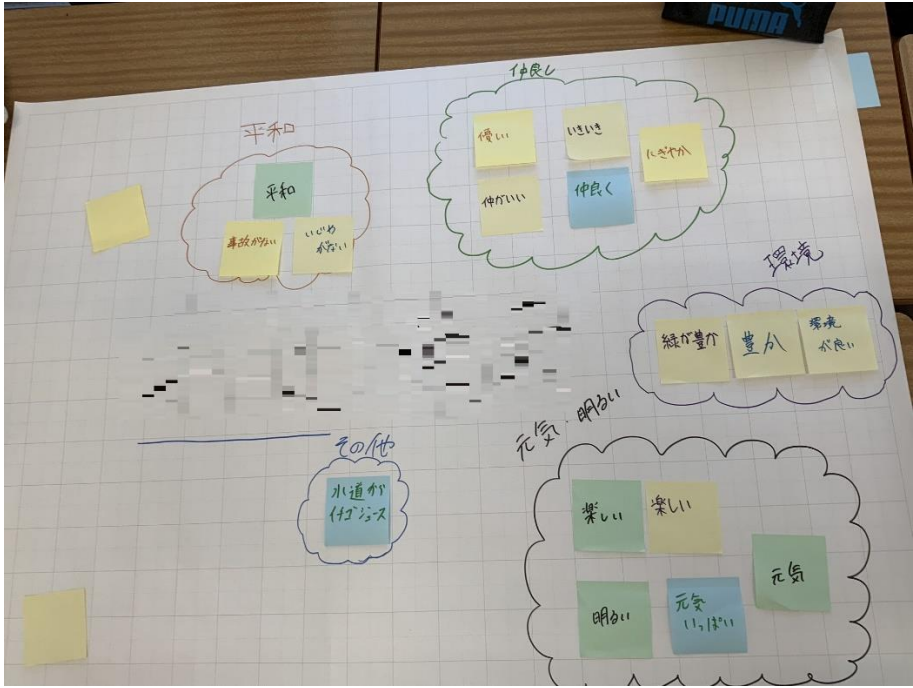 PUMA
仲良し
優しい
いきいき
にぎやか
仲がいい
仲良く
平和
平和
事故がない
いじめ
がない
環境
緑が豊か
豊か
環境
が良い
元気・明るい
楽しい
楽しい
元気
明るい
元気
いっぱい
その他
水道から
イチゴジュース